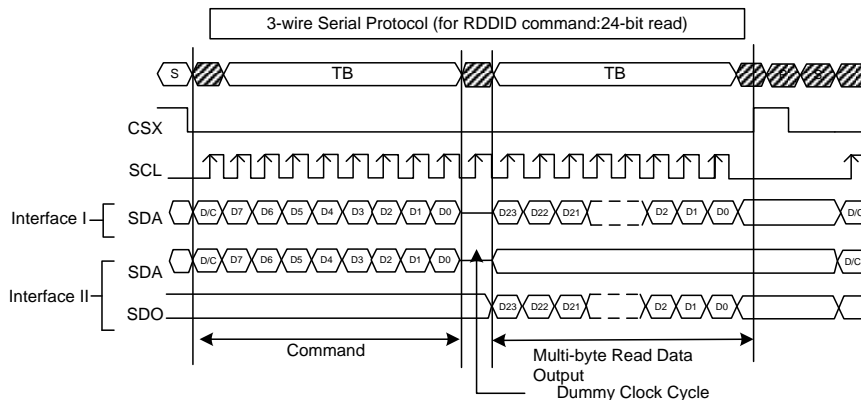 3-wire Serial Protocol (for RDDID command:24-bit read)
S TB TB P S
CSX
SCL
Interface I SDA D/C D7 D6 D5 D4 D3 D2 D1 D0 D23 D22 D21 D2 D1 D0 D/C
SDA D/C D7 D6 D5 D4 D3 D2 D1 D0 D/C
Interface II
SDO D23 D22 D21 D2 D1 D0
Command
Multi-byte Read Data
Output
Dummy Clock Cycle